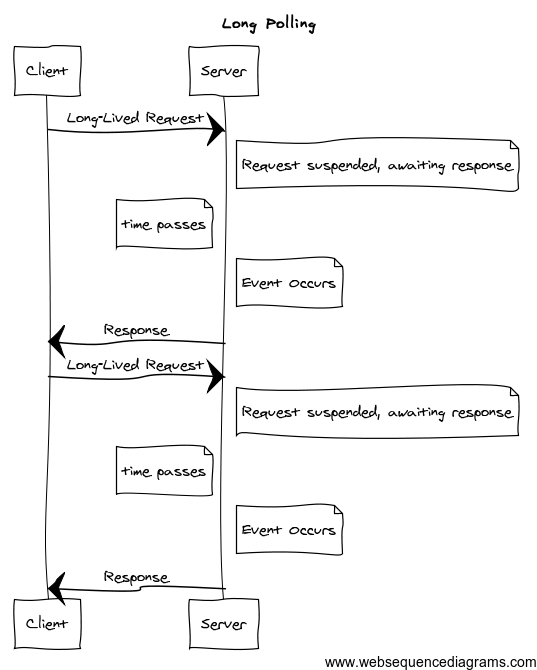 Long Polling
Client
Server
Long-Lived Request
Request suspended, awaiting response
time passes
Event Occurs
Response
Long-Lived Request
Request suspended, awaiting response
time passes
Event Occurs
Response
Client
Server
www.websequencediagrams.com